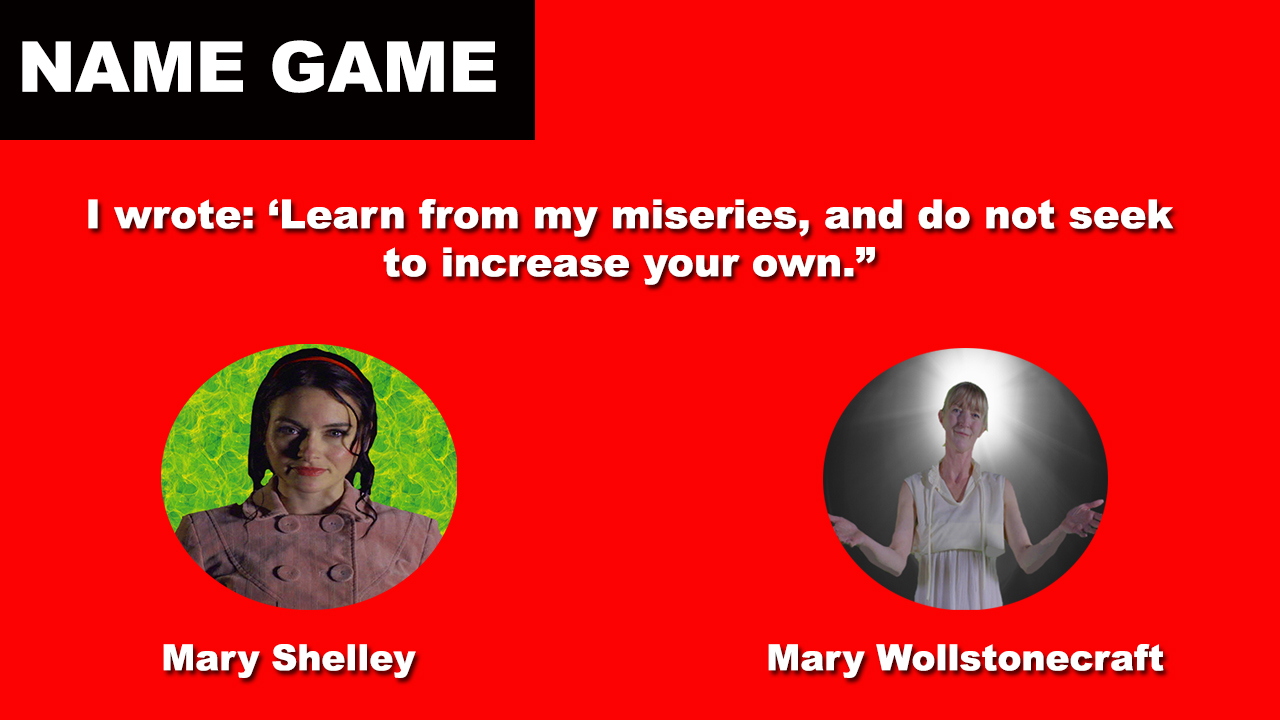 NAME GAME
I wrote: ‘Learn from my miseries, and do not seek
to increase your own.”
Mary Shelley
Mary Wollstonecraft